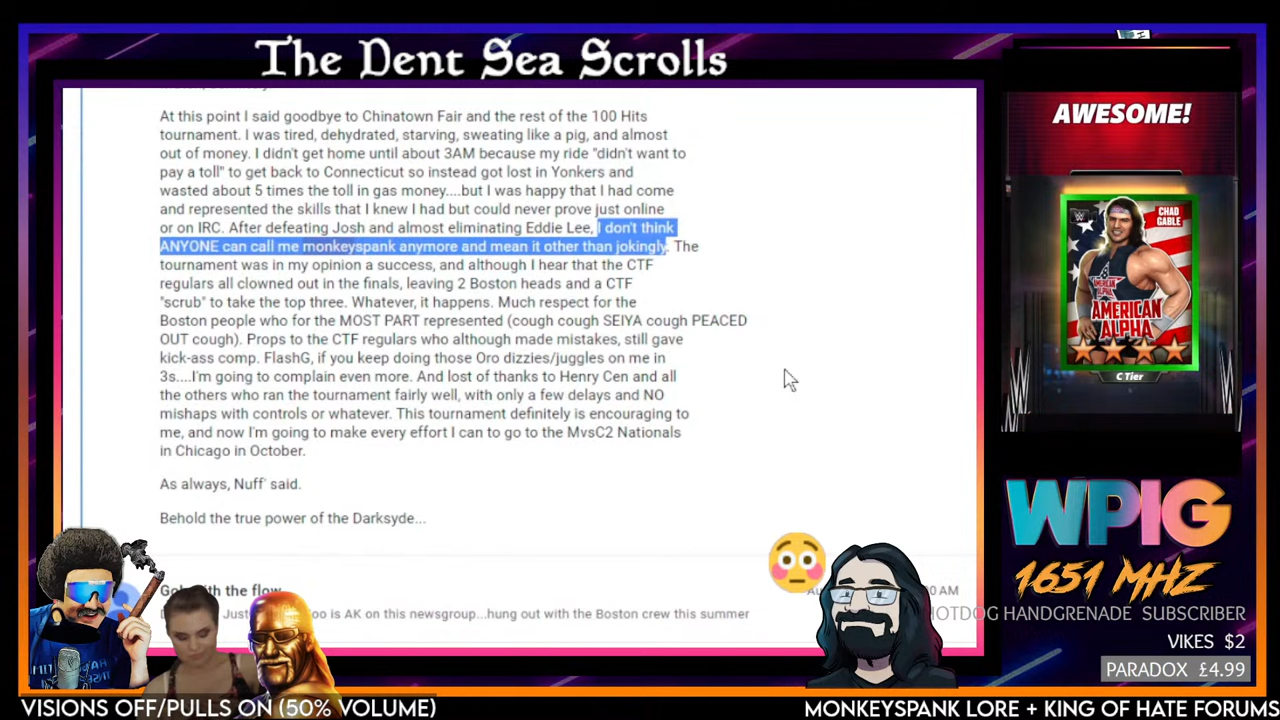 The Dent Sea Scrolls
At this point I said goodbye to Chinatown Fair and the rest of the 100 Hits
tournament. I was tired, dehydrated, starving, sweating like a pig, and almost
out of money. I didn't get home until about 3AM because my ride "didn't want to
pay a toll" to get back to Connecticut so instead got lost in Yonkers and
wasted about 5 times the toll in gas money....but I was happy that I had come
and represented the skills that I knew I had but could never prove just online
or on IRC. After defeating Josh and almost eliminating Eddie Lee, I don't think
ANYONE can call me monkeyspank anymore and mean it other than jokingly. The
tournament was in my opinion a success, and although I hear that the CTF
regulars all clowned out in the finals, leaving 2 Boston heads and a CTF
"scrub" to take the top three. Whatever, it happens. Much respect for the
Boston people who for the MOST PART represented (cough cough SEIYA cough PEACED
OUT cough). Props to the CTF regulars who although made mistakes, still gave
kick-ass comp. FlashG, if you keep doing those Oro dizzies/juggles on me in
3s....I'm going to complain even more. And lost of thanks to Henry Cen and all
the others who ran the tournament fairly well, with only a few delays and NO
mishaps with controls or whatever. This tournament definitely is encouraging to
me, and now I'm going to make every effort I can to go to the MvsC2 Nationals
in Chicago in October.
As always, Nuff' said.
Behold the true power of the Darksyde...
with the flow
is AK on this newsgroup...hung out with the Boston crew this summer
AM
AWESOME!
W
CHAD
GABLE
AMERICAN
ALPHA
C Tier
WPIG
1651 MHZ
HOTDOG HANDGRENADE SUBSCRIBER
VIKES $2
PARADOX £4.99
VISIONS OFF/PULLS ON (50% VOLUME)
MONKEYSPANK LORE + KING OF HATE FORUMS